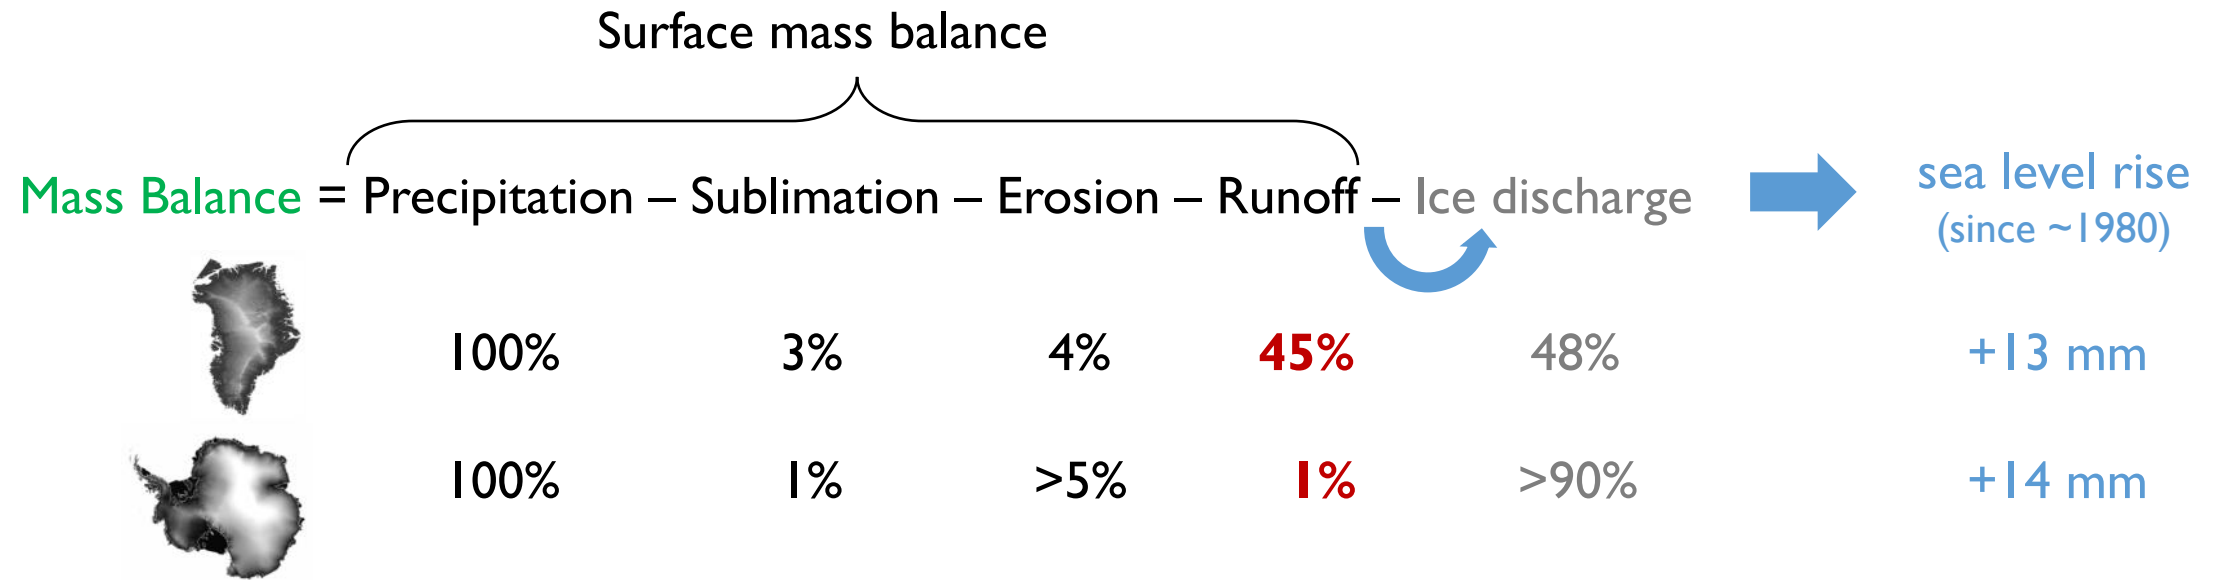 Surface mass balance
Mass Balance = Precipitation – Sublimation – Erosion – Runoff – Ice discharge
sea level rise
(since ~1980)
100% 3% 4% 45% 48% +13 mm
100% 1% >5% 1% >90% +14 mm